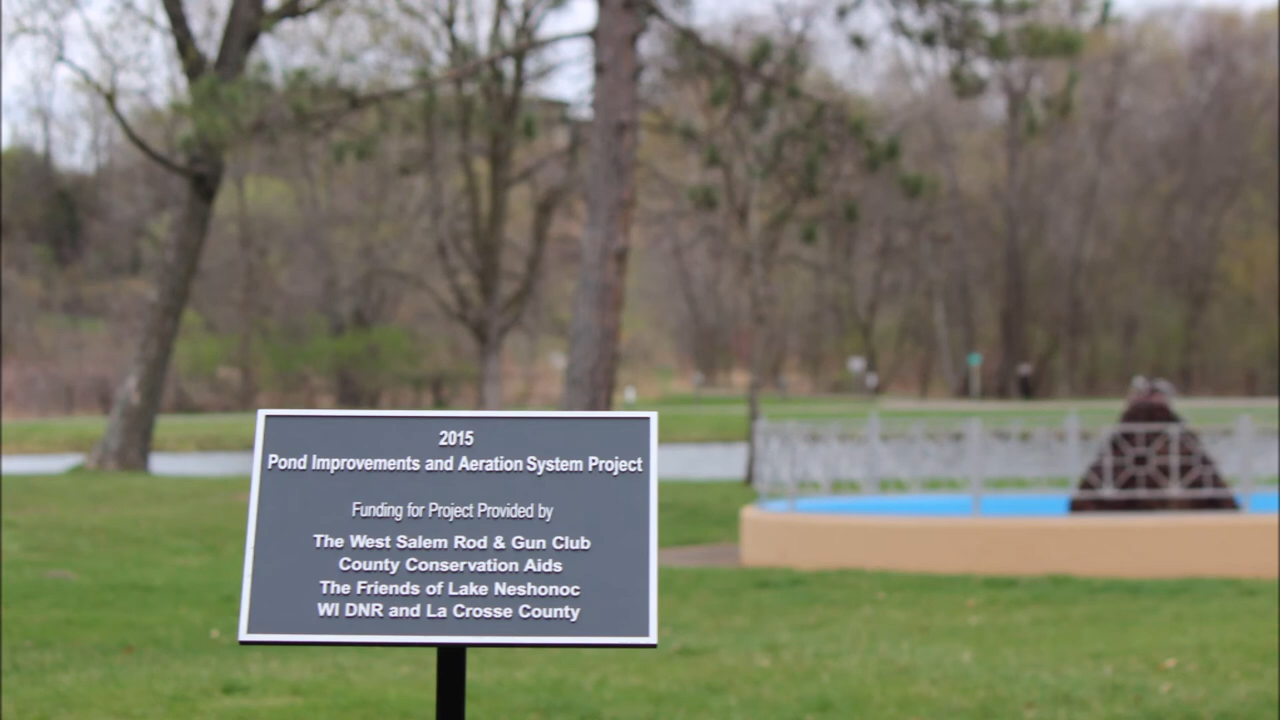 2015
Pond Improvements and Aeration System Project
Funding for Project Provided by
The West Salem Rod & Gun Club
County Conservation Aids
The Friends of Lake Neshonoc
WI DNR and La Crosse County